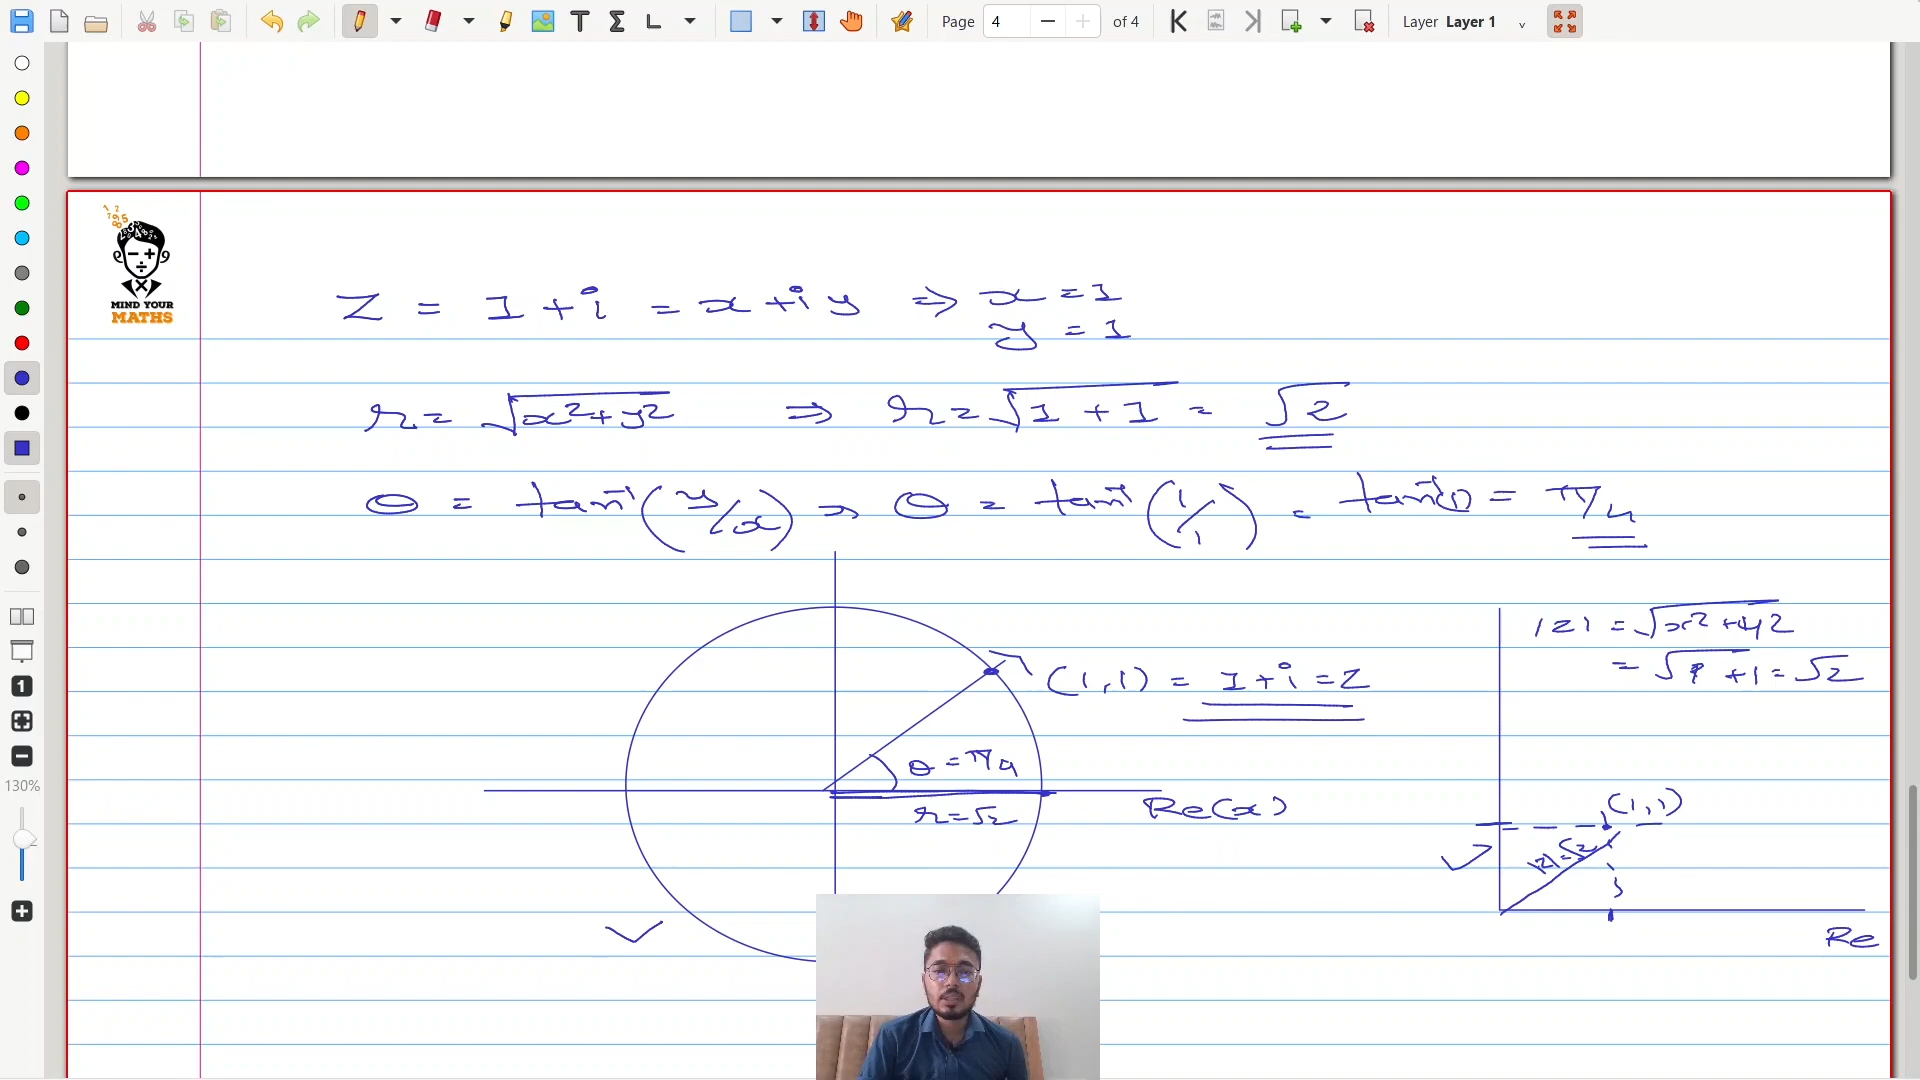 Page 4 of 4 Layer Layer 1
MIND YOUR
MATHS
Z = 1 + i = x + i y ⇒ x = 1
y = 1
r = √x²+y² ⇒ r = √1 + 1 = √2
θ = tan⁻¹(y/x) ⇒ θ = tan⁻¹(1/1) = tan⁻¹(1) = π/4
|z| = √x²+y²
= √1+1 = √2
(1,1) = 1+i = Z
θ = π/4
130%
r=√2
Re(x)
(1,1)
|z|=√2
Re